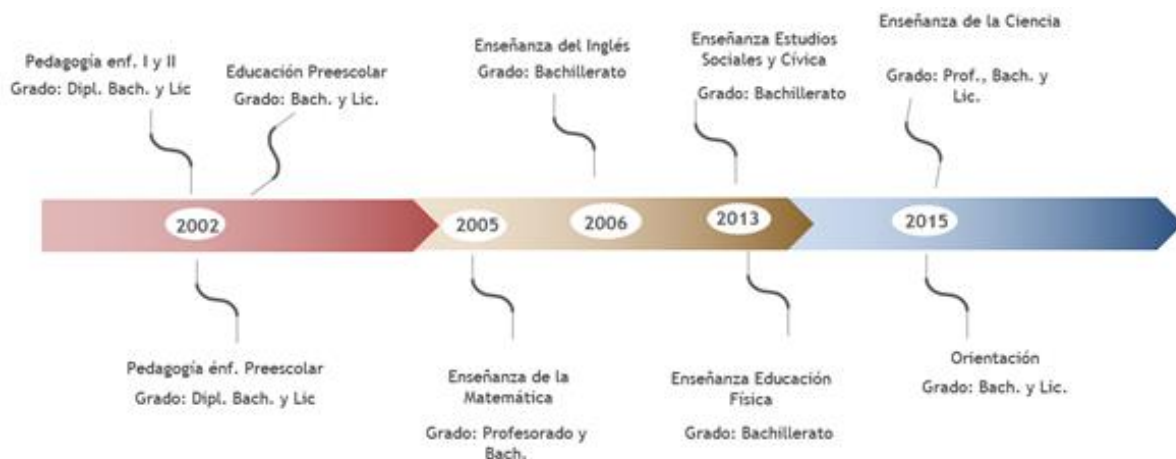 Pedagogía enf. I y II
Grado: Dipl. Bach. y Lic
Educación Preescolar
Grado: Bach. y Lic.
Enseñanza del Inglés
Grado: Bachillerato
Enseñanza Estudios
Sociales y Cívica
Grado: Bachillerato
Enseñanza de la Ciencia
Grado: Prof., Bach. y
Lic.
2002
2005
2006
2013
2015
Pedagogía énf. Preescolar
Grado: Dipl. Bach. y Lic
Enseñanza de la
Matemática
Grado: Profesorado y
Bach.
Enseñanza Educación
Física
Grado: Bachillerato
Orientación
Grado: Bach. y Lic.